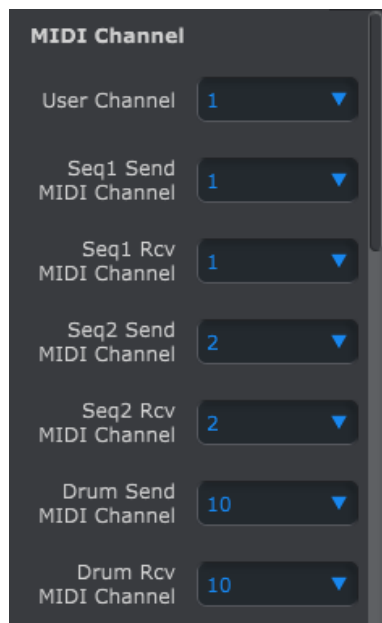 MIDI Channel
User Channel 1
Seq1 Send
MIDI Channel 1
Seq1 Rcv
MIDI Channel 1
Seq2 Send
MIDI Channel 2
Seq2 Rcv
MIDI Channel 2
Drum Send
MIDI Channel 10
Drum Rcv
MIDI Channel 10